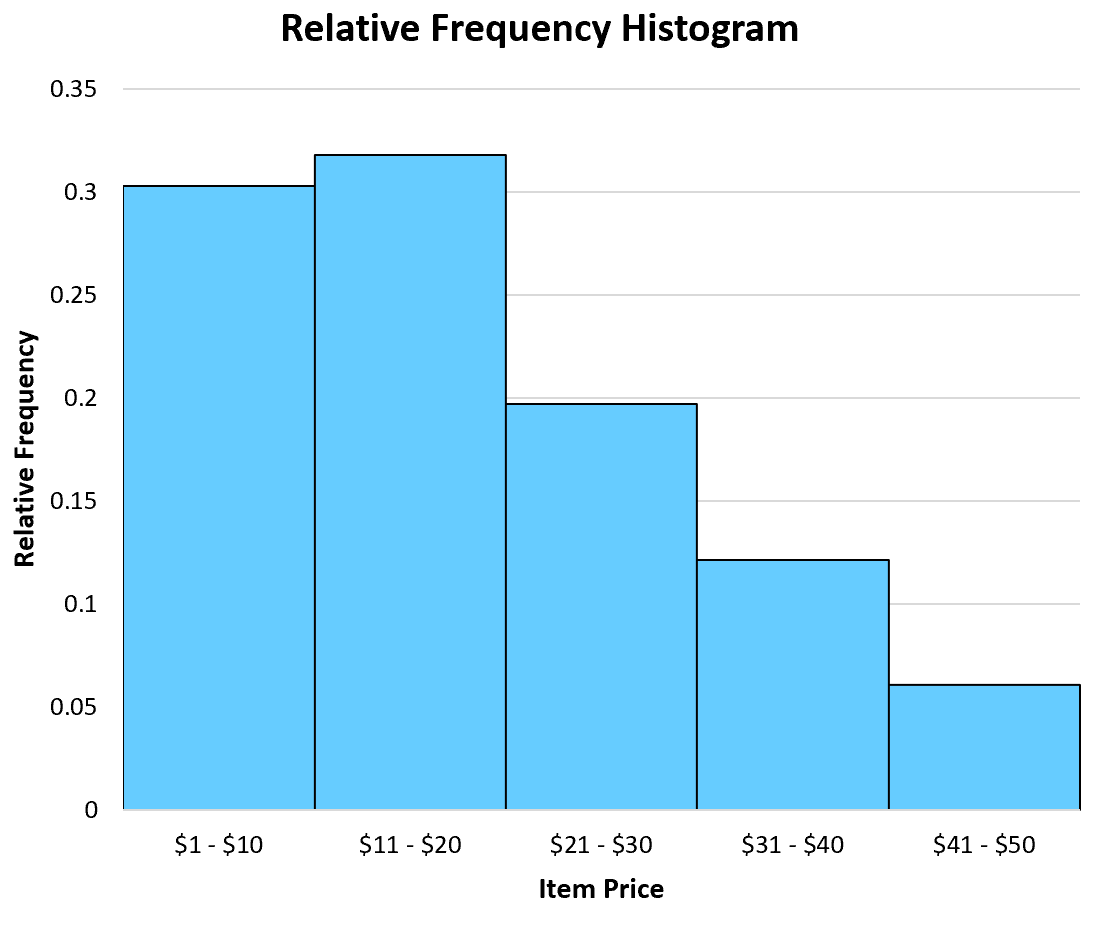 Relative Frequency Histogram
0.35
0.3
0.25
0.2
0.15
0.1
0.05
0
Relative Frequency
$1 - $10
$11 - $20
$21 - $30
$31 - $40
$41 - $50
Item Price